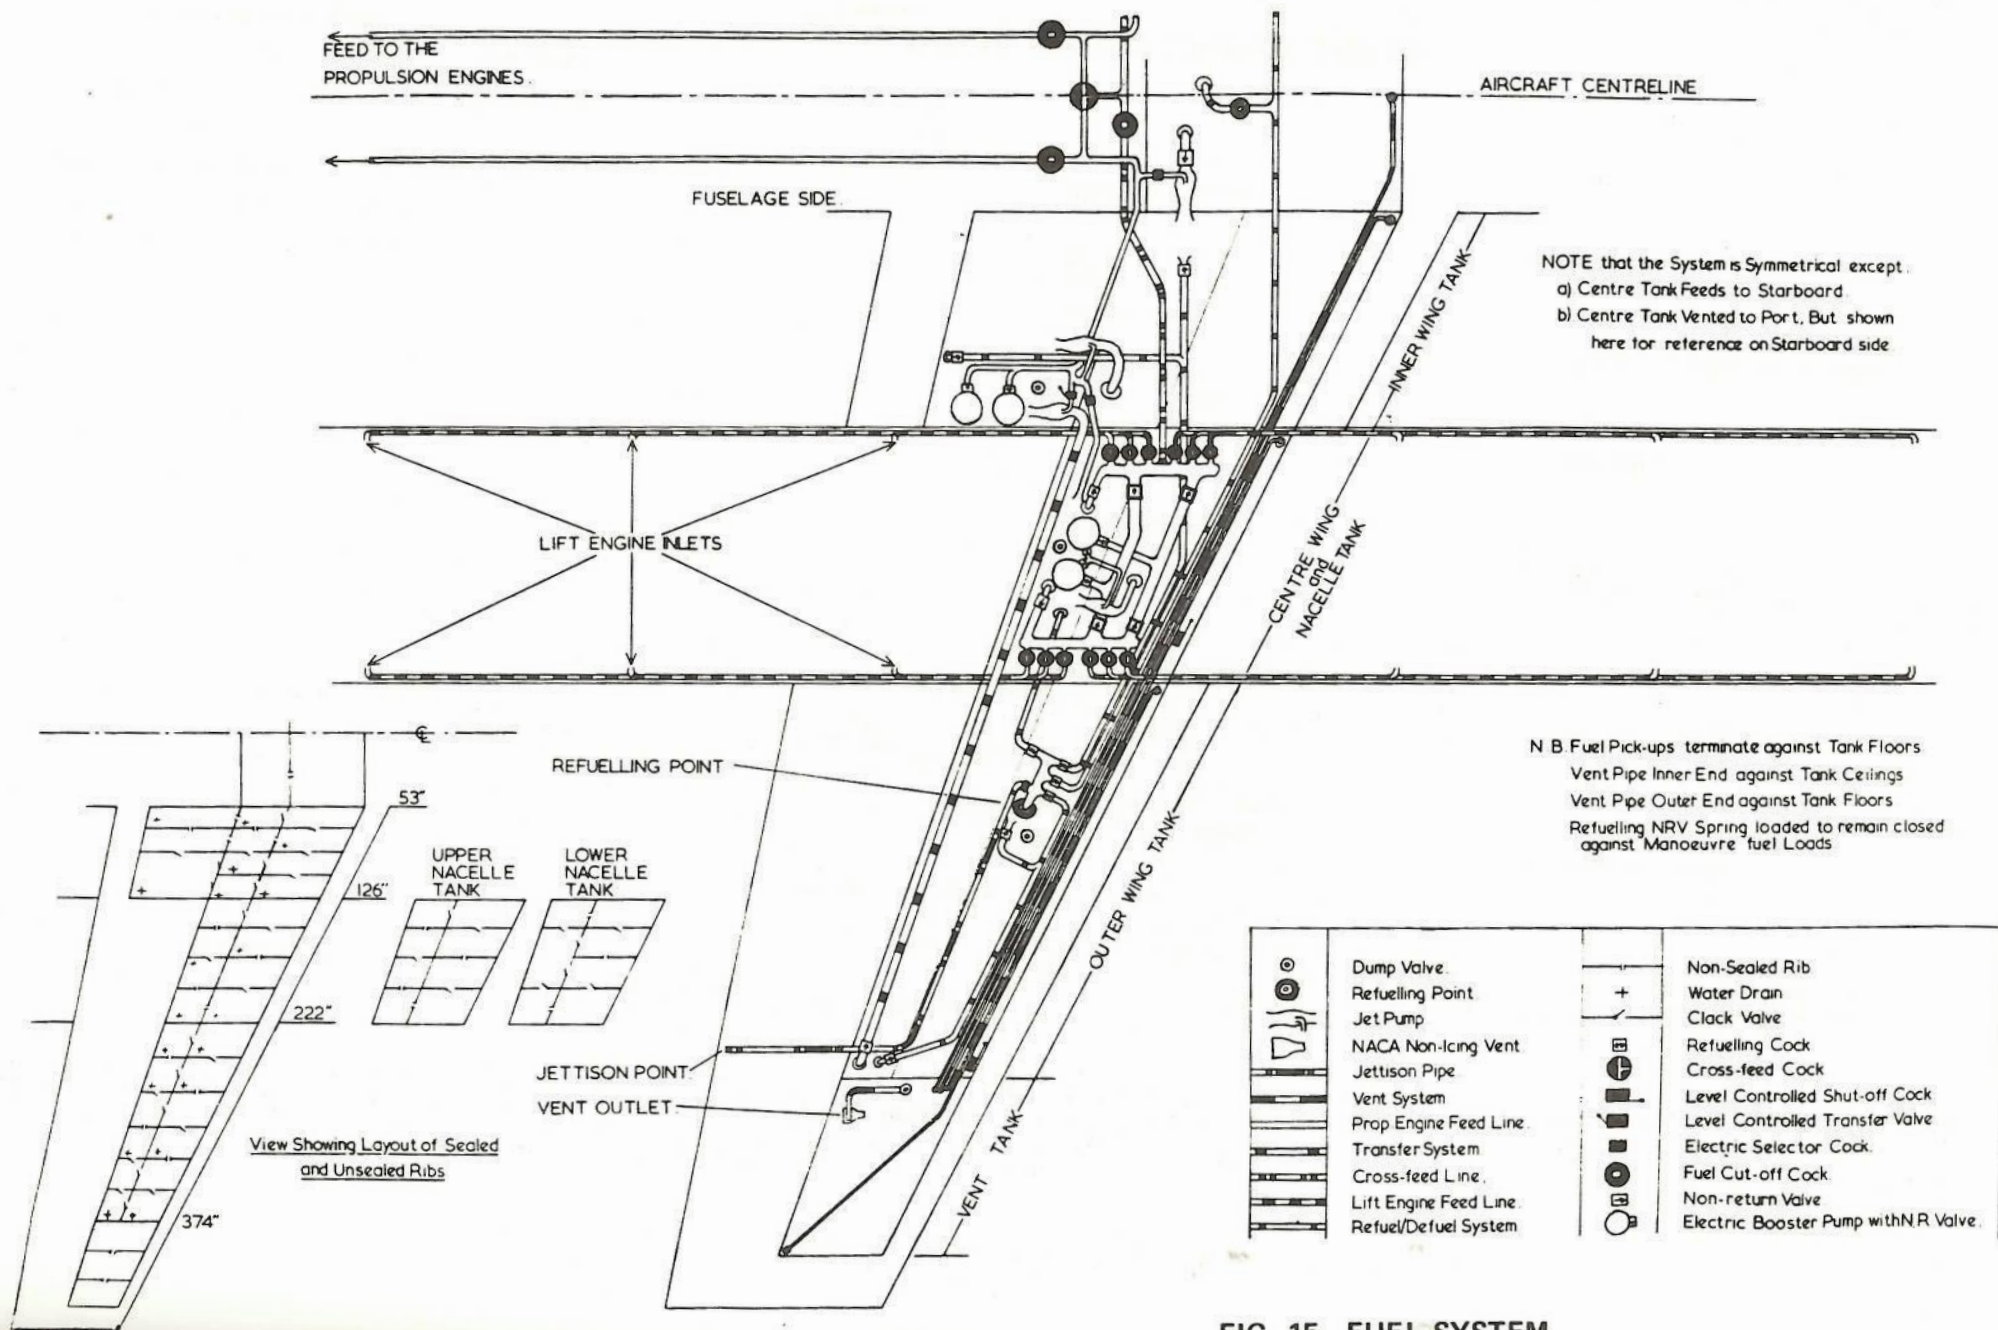 FEED TO THE
PROPULSION ENGINES.
AIRCRAFT CENTRELINE
FUSELAGE SIDE.
NOTE that the System is Symmetrical except.
a) Centre Tank Feeds to Starboard.
b) Centre Tank Vented to Port, But shown
here for reference on Starboard side
INNER WING TANK
LIFT ENGINE INLETS
CENTRE WING
and
NACELLE TANK
REFUELLING POINT
OUTER WING TANK
N B. Fuel Pick-ups terminate against Tank Floors
Vent Pipe Inner End against Tank Ceilings
Vent Pipe Outer End against Tank Floors
Refuelling NRV Spring loaded to remain closed
against Manoeuvre fuel Loads
℄
53"
126"
222"
374"
UPPER
NACELLE
TANK
LOWER
NACELLE
TANK
JETTISON POINT.
VENT OUTLET.
VENT TANK
View Showing Layout of Sealed
and Unsealed Ribs
Dump Valve.
Refuelling Point
Jet Pump
NACA Non-Icing Vent
Jettison Pipe
Vent System
Prop Engine Feed Line.
Transfer System
Cross-feed Line.
Lift Engine Feed Line.
Refuel/Defuel System
Non-Sealed Rib
Water Drain
Clack Valve
Refuelling Cock
Cross-feed Cock
Level Controlled Shut-off Cock
Level Controlled Transfer Valve
Electric Selector Cock.
Fuel Cut-off Cock
Non-return Valve
Electric Booster Pump with N.R Valve.
FIG. 15 FUEL SYSTEM